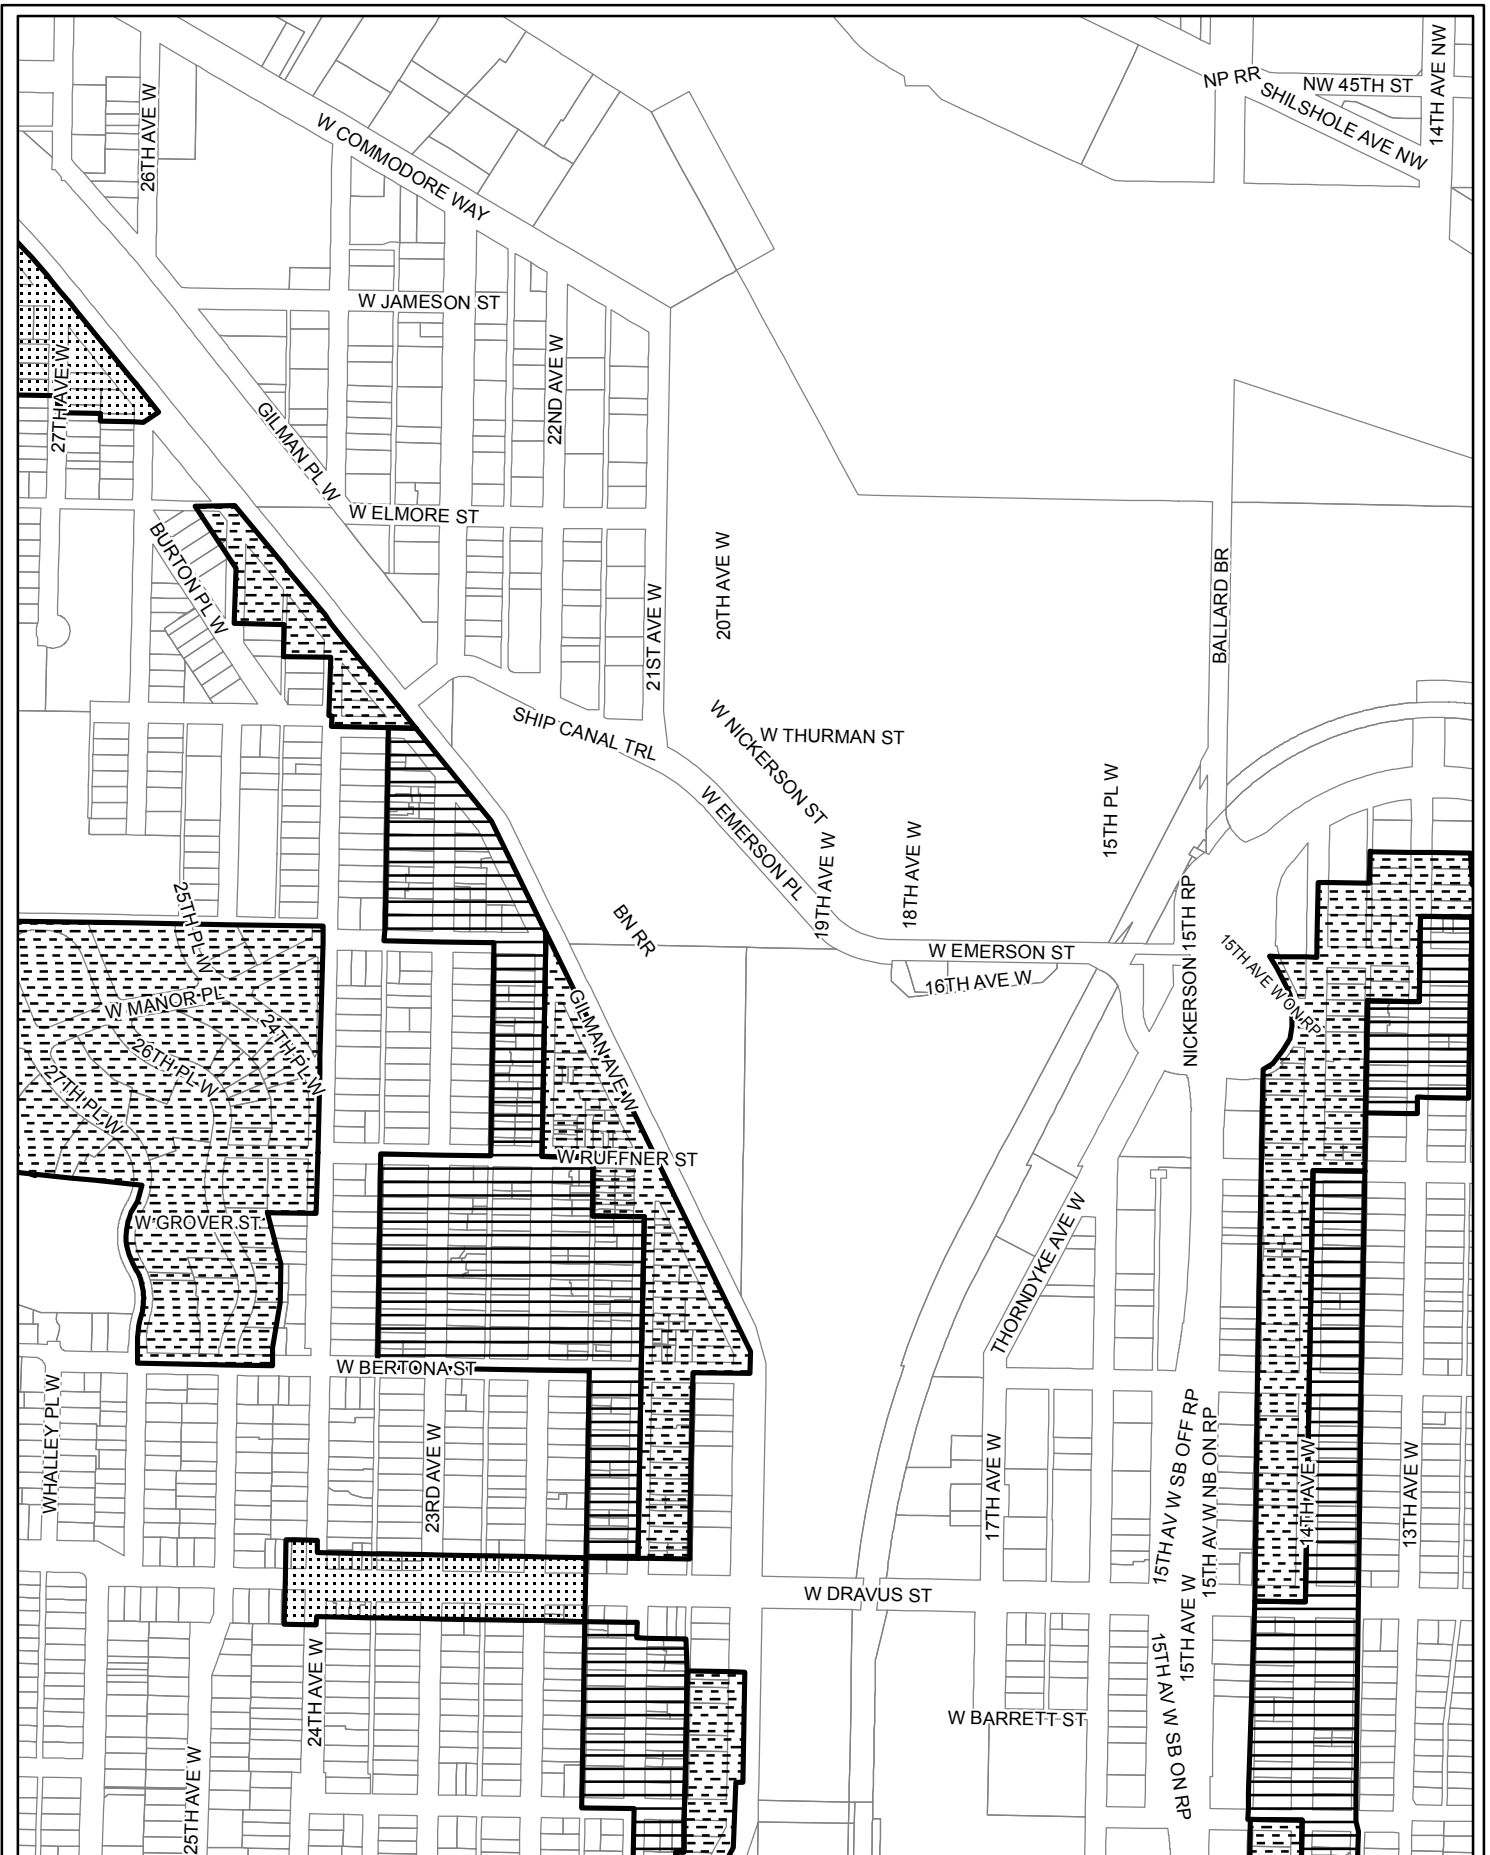 NP RR
NW 45TH ST
14TH AVE NW
SHILSHOLE AVE NW
26TH AVE W
W COMMODORE WAY
W JAMESON ST
27TH AVE W
GILMAN PL W
22ND AVE W
W ELMORE ST
BURTON PL W
20TH AVE W
21ST AVE W
BALLARD BR
SHIP CANAL TRL
W NICKERSON ST
W THURMAN ST
W EMERSON PL
15TH PL W
19TH AVE W
18TH AVE W
25TH PL W
BN RR
W EMERSON ST
16TH AVE W
NICKERSON 15TH RP
15TH AVE W ON RP
W MANOR PL
24TH PL W
26TH PL W
27TH PL W
GILMAN AVE W
W RUFFNER ST
W GROVER ST
THORNDYKE AVE W
W BERTONA ST
WHALLEY PL W
23RD AVE W
17TH AVE W
15TH AV W SB OFF RP
15TH AV W NB ON RP
14TH AVE W
13TH AVE W
W DRAVUS ST
15TH AVE W
24TH AVE W
15TH AV W SB ON RP
W BARRETT ST
25TH AVE W